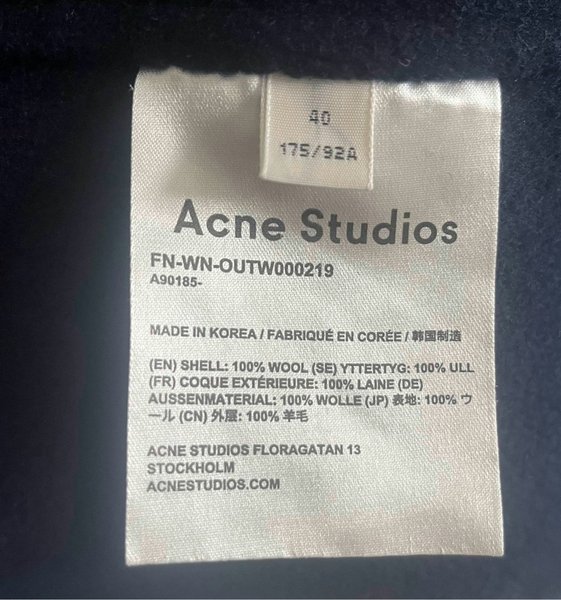 40
175/92A
Acne Studios
FN-WN-OUTW000219
A90185-
MADE IN KOREA / FABRIQUÉ EN CORÉE / 韩国制造
(EN) SHELL: 100% WOOL (SE) YTTERTYG: 100% ULL
(FR) COQUE EXTÉRIEURE: 100% LAINE (DE)
AUSSENMATERIAL: 100% WOLLE (JP) 表地: 100% ウ
ール (CN) 外层: 100% 羊毛
ACNE STUDIOS FLORAGATAN 13
STOCKHOLM
ACNESTUDIOS.COM